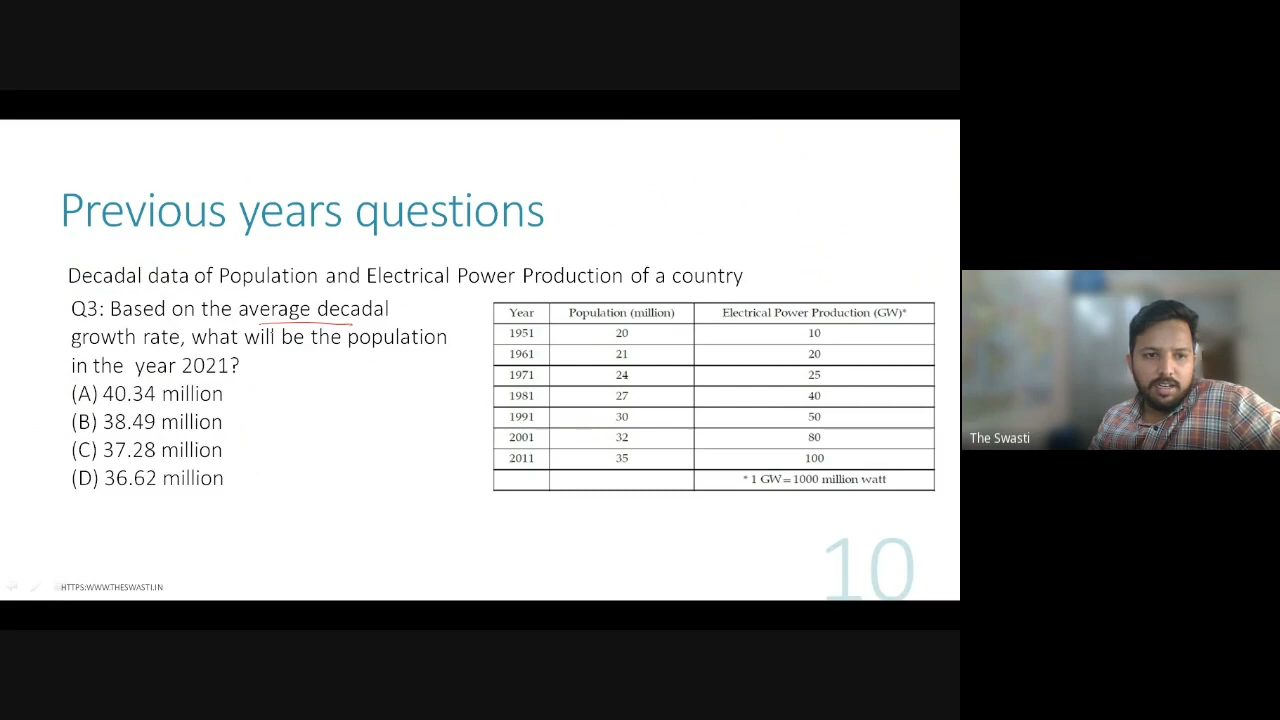 Previous years questions
Decadal data of Population and Electrical Power Production of a country
Q3: Based on the average decadal
growth rate, what will be the population
in the year 2021?
(A) 40.34 million
(B) 38.49 million
(C) 37.28 million
(D) 36.62 million
Year Population (million) Electrical Power Production (GW)*
1951 20 10
1961 21 20
1971 24 25
1981 27 40
1991 30 50
2001 32 80
2011 35 100
* 1 GW = 1000 million watt
The Swasti
HTTPS:WWW.THESWASTI.IN
10